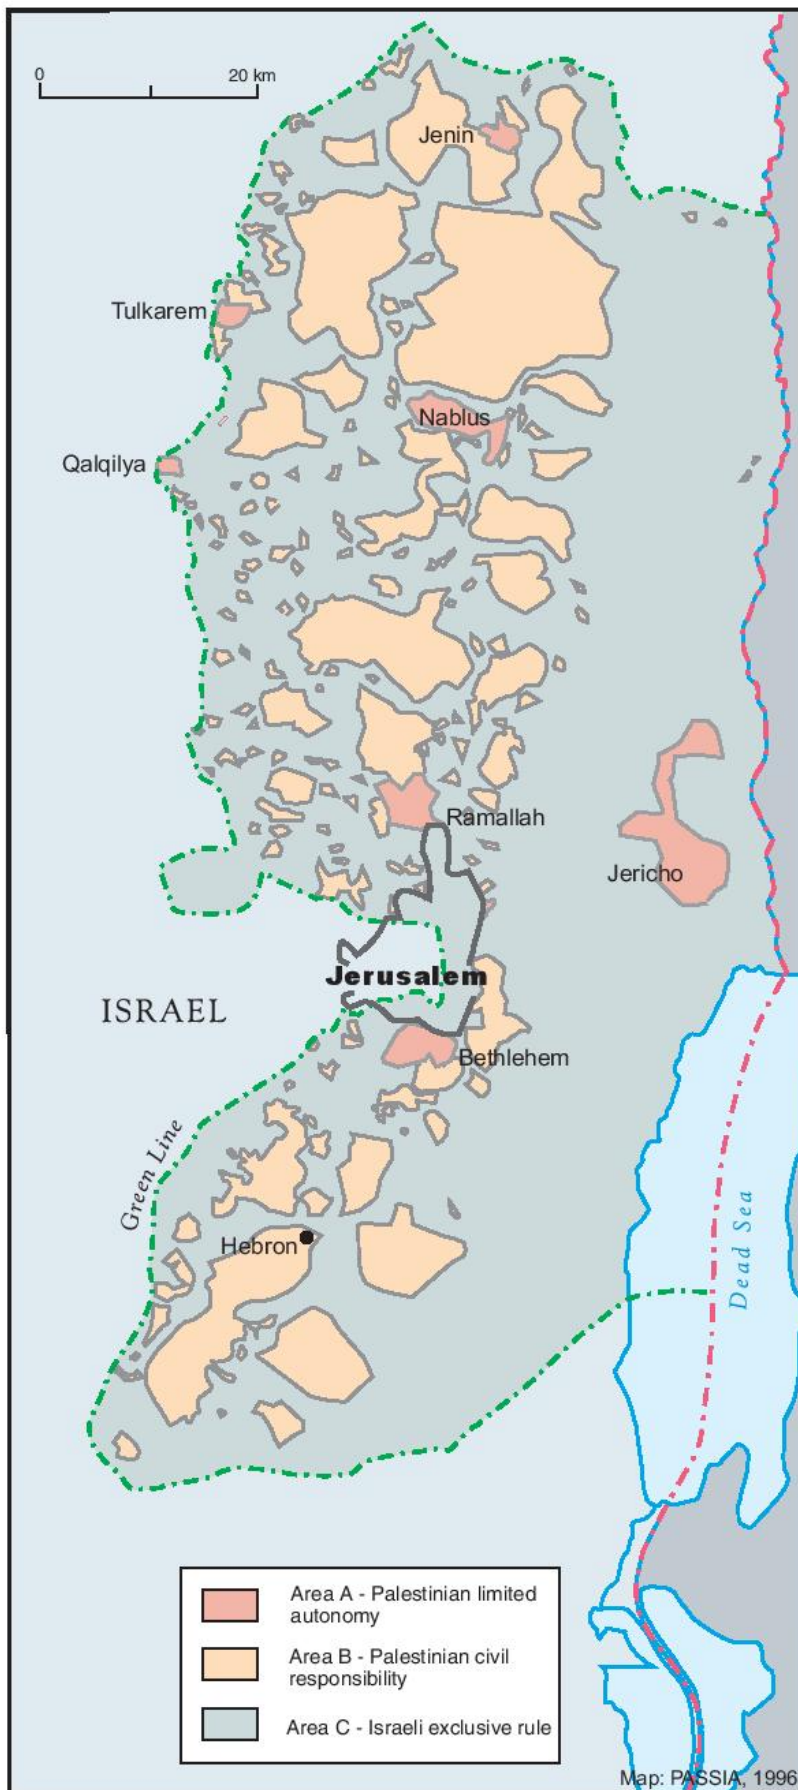 0
20 km
Jenin
Tulkarem
Nablus
Qalqilya
Ramallah
Jericho
Jerusalem
ISRAEL
Bethlehem
Green Line
Dead Sea
Hebron
Area A - Palestinian limited
autonomy
Area B - Palestinian civil
responsibility
Area C - Israeli exclusive rule
Map: PASSIA, 1996